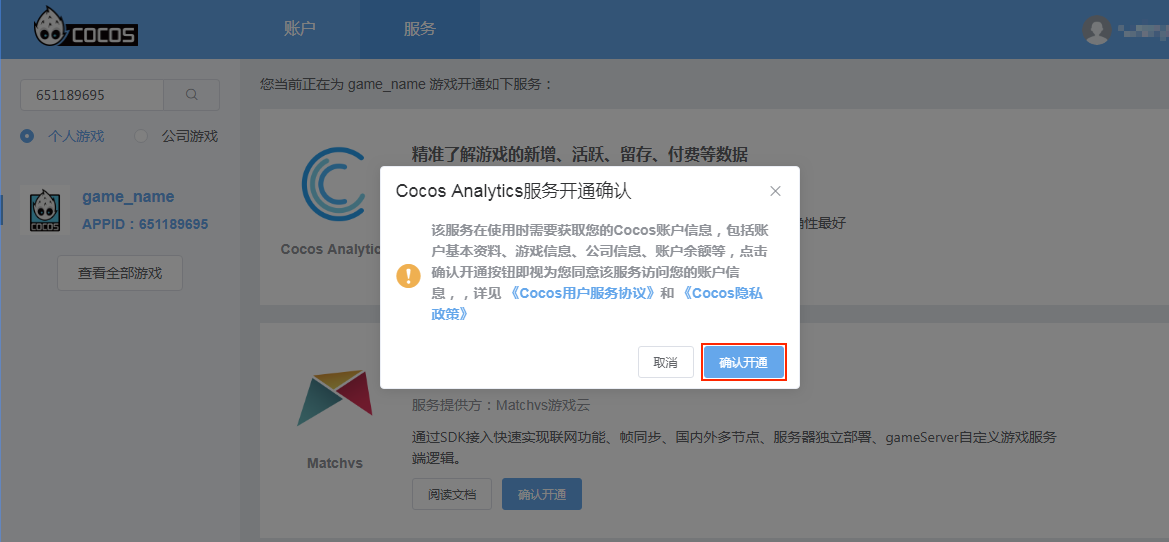 COCOS
账户
服务
651189695
个人游戏
公司游戏
COCOS
game_name
APPID：651189695
查看全部游戏
您当前正在为 game_name 游戏开通如下服务：
精准了解游戏的新增、活跃、留存、付费等数据
性最好
Cocos Analytic
Cocos Analytics服务开通确认
该服务在使用时需要获取您的Cocos账户信息，包括账
户基本资料、游戏信息、公司信息、账户余额等，点击
确认开通按钮即视为您同意该服务访问您的账户信
息，，详见 《Cocos用户服务协议》和 《Cocos隐私
政策》
取消
确认开通
Matchvs
服务提供方：Matchvs游戏云
通过SDK接入快速实现联网功能、帧同步、国内外多节点、服务器独立部署、gameServer自定义游戏服务
端逻辑。
阅读文档
确认开通